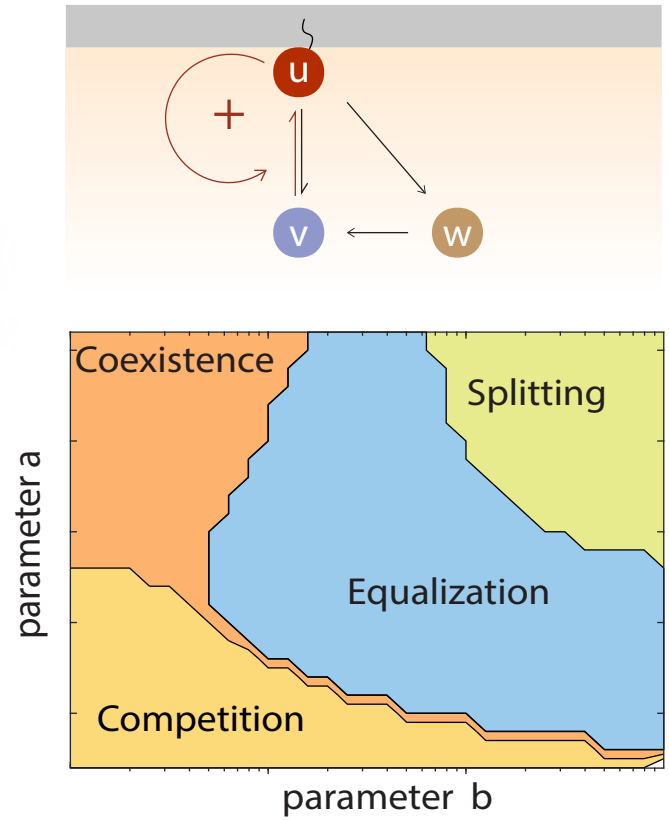 u
+
v
w
Coexistence
Splitting
Equalization
Competition
parameter a
parameter b